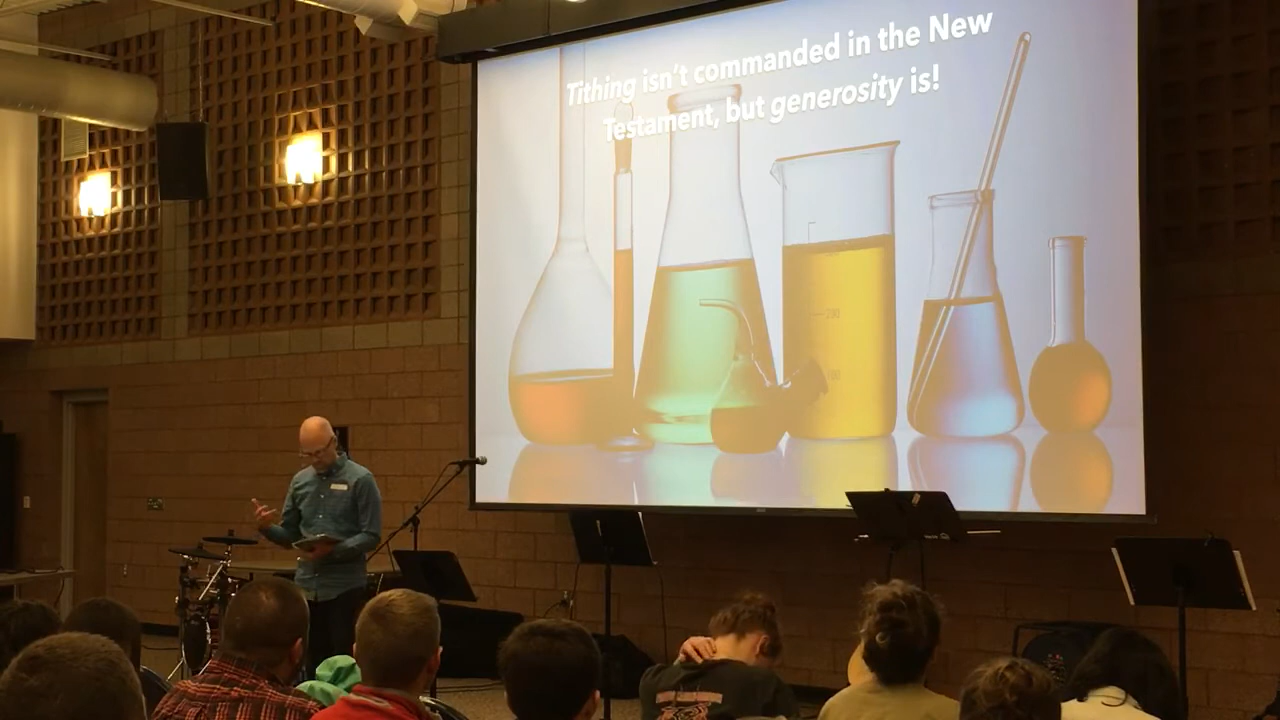 Tithing isn't commanded in the New
Testament, but generosity is!